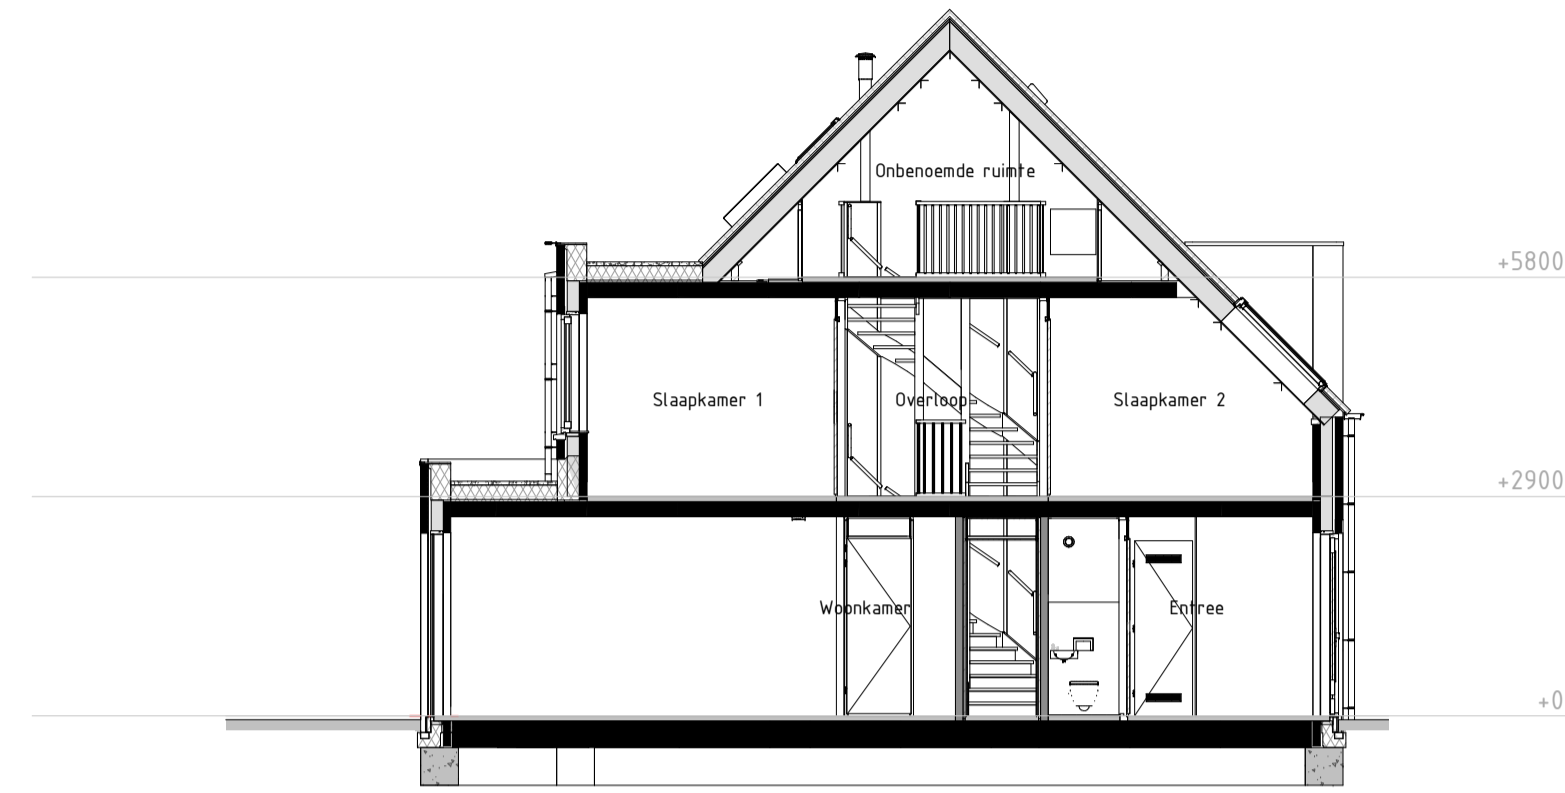 Onbenoemde ruimte
+5800
Slaapkamer 1
Overloop
Slaapkamer 2
+2900
Woonkamer
Entree
+0